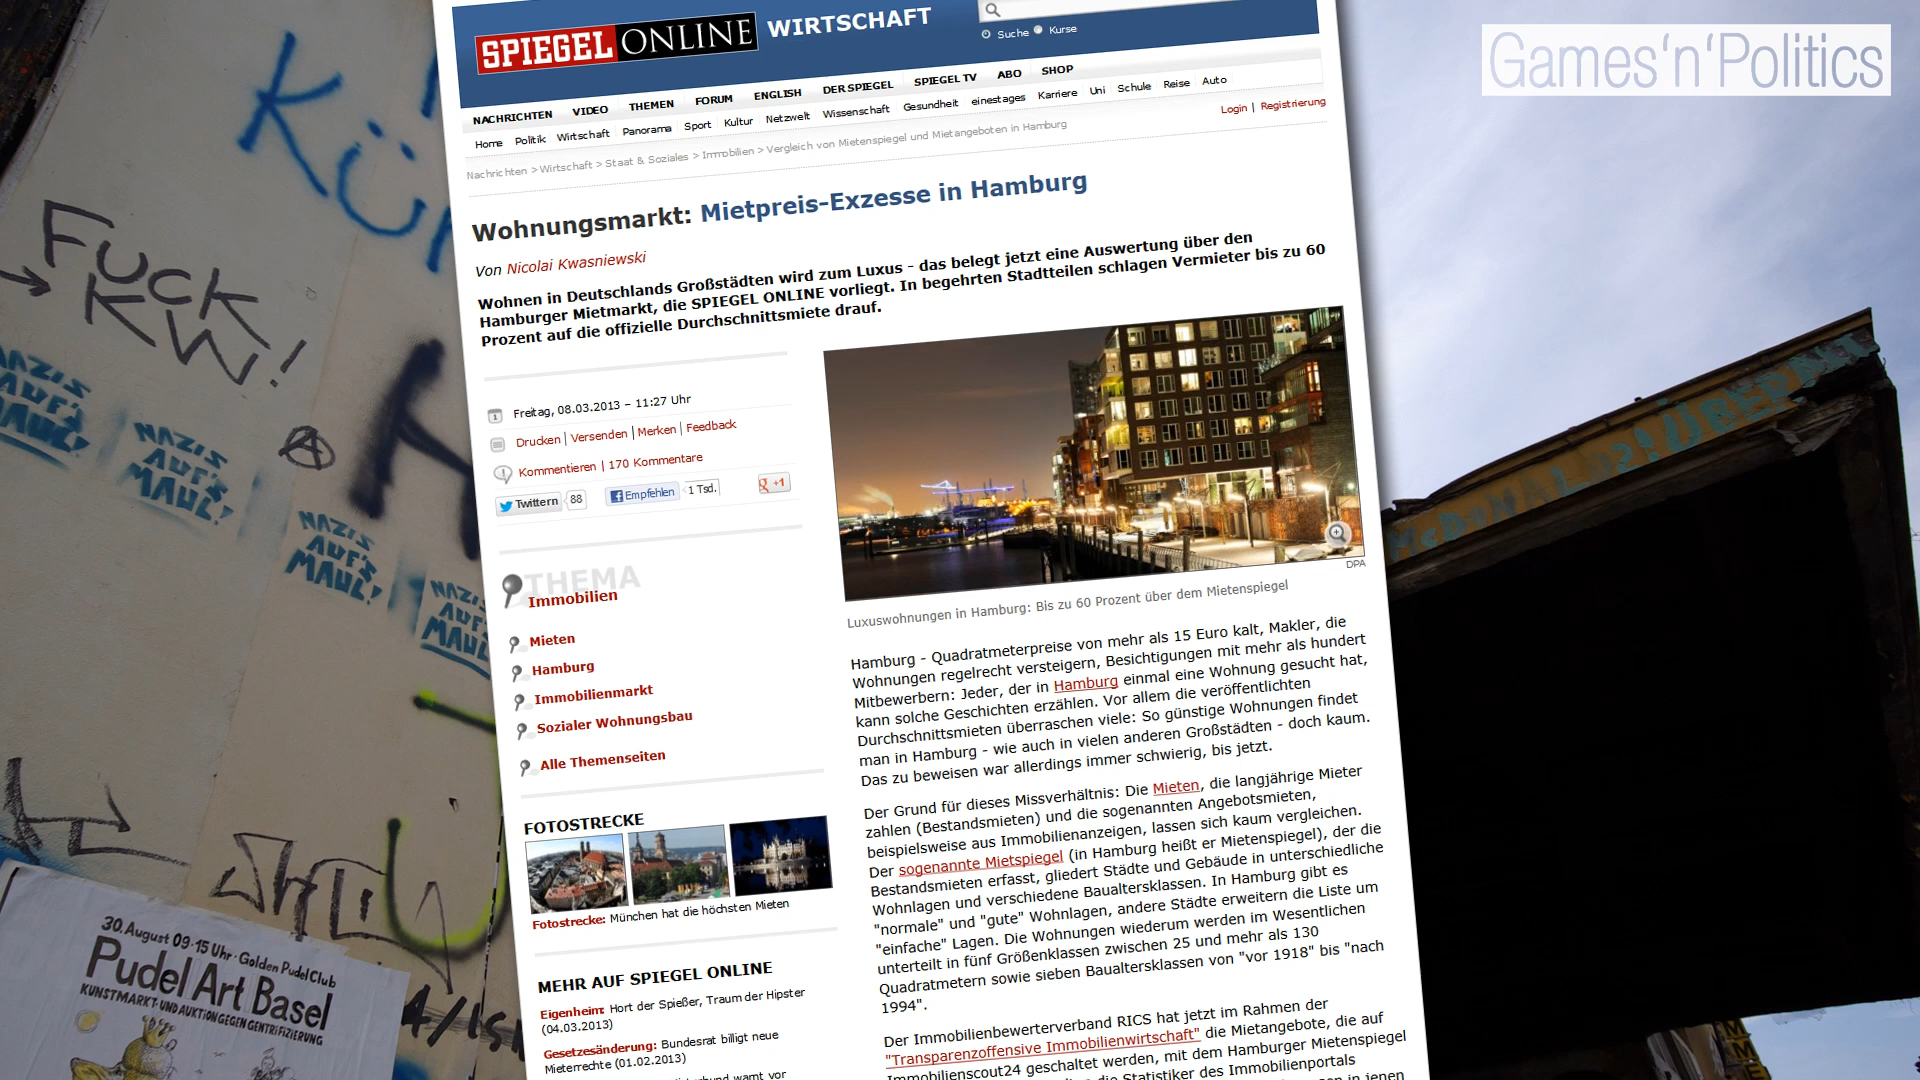 Games'n'Politics
SPIEGEL ONLINE WIRTSCHAFT
Suche Kurse
NACHRICHTEN VIDEO THEMEN FORUM ENGLISH DER SPIEGEL SPIEGEL TV ABO SHOP
Home Politik Wirtschaft Panorama Sport Kultur Netzwelt Wissenschaft Gesundheit einestages Karriere Uni Schule Reise Auto
Login | Registrierung
Nachrichten > Wirtschaft > Staat & Soziales > Immobilien > Vergleich von Mietenspiegel und Mietangeboten in Hamburg
Wohnungsmarkt: Mietpreis-Exzesse in Hamburg
Von Nicolai Kwasniewski
Wohnen in Deutschlands Großstädten wird zum Luxus - das belegt jetzt eine Auswertung über den
Hamburger Mietmarkt, die SPIEGEL ONLINE vorliegt. In begehrten Stadtteilen schlagen Vermieter bis zu 60
Prozent auf die offizielle Durchschnittsmiete drauf.
Freitag, 08.03.2013 – 11:27 Uhr
Drucken | Versenden | Merken | Feedback
Kommentieren | 170 Kommentare
Twittern 88 Empfehlen 1 Tsd. +1
THEMA
Immobilien
Mieten
Hamburg
Immobilienmarkt
Sozialer Wohnungsbau
Alle Themenseiten
FOTOSTRECKE
Fotostrecke: München hat die höchsten Mieten
MEHR AUF SPIEGEL ONLINE
Eigenheim: Hort der Spießer, Traum der Hipster
(04.03.2013)
Gesetzesänderung: Bundesrat billigt neue
Mieterrechte (01.02.2013)
warnt vor
DPA
Luxuswohnungen in Hamburg: Bis zu 60 Prozent über dem Mietenspiegel
Hamburg - Quadratmeterpreise von mehr als 15 Euro kalt, Makler, die
Wohnungen regelrecht versteigern, Besichtigungen mit mehr als hundert
Mitbewerbern: Jeder, der in Hamburg einmal eine Wohnung gesucht hat,
kann solche Geschichten erzählen. Vor allem die veröffentlichten
Durchschnittsmieten überraschen viele: So günstige Wohnungen findet
man in Hamburg - wie auch in vielen anderen Großstädten - doch kaum.
Das zu beweisen war allerdings immer schwierig, bis jetzt.
Der Grund für dieses Missverhältnis: Die Mieten, die langjährige Mieter
zahlen (Bestandsmieten) und die sogenannten Angebotsmieten,
beispielsweise aus Immobilienanzeigen, lassen sich kaum vergleichen.
Der sogenannte Mietspiegel (in Hamburg heißt er Mietenspiegel), der die
Bestandsmieten erfasst, gliedert Städte und Gebäude in unterschiedliche
Wohnlagen und verschiedene Baualtersklassen. In Hamburg gibt es
"normale" und "gute" Wohnlagen, andere Städte erweitern die Liste um
"einfache" Lagen. Die Wohnungen wiederum werden im Wesentlichen
unterteilt in fünf Größenklassen zwischen 25 und mehr als 130
Quadratmetern sowie sieben Baualtersklassen von "vor 1918" bis "nach
1994".
Der Immobilienbewerterverband RICS hat jetzt im Rahmen der
"Transparenzoffensive Immobilienwirtschaft" die Mietangebote, die auf
Immobilienscout24 geschaltet werden, mit dem Hamburger Mietenspiegel
die Statistiker des Immobilienportals
in jenen
FUCK
KW!
NAZIS
AUF'S
MAUL!
NAZIS
AUF'S
MAUL!
NAZIS
AUF'S
MAUL!
NAZIS
AUF'S
MAUL
30. August 09-15 Uhr · Golden Pudel Club
Pudel Art Basel
KUNSTMARKT- UND AUKTION GEGEN GENTRIFIZIERUNG